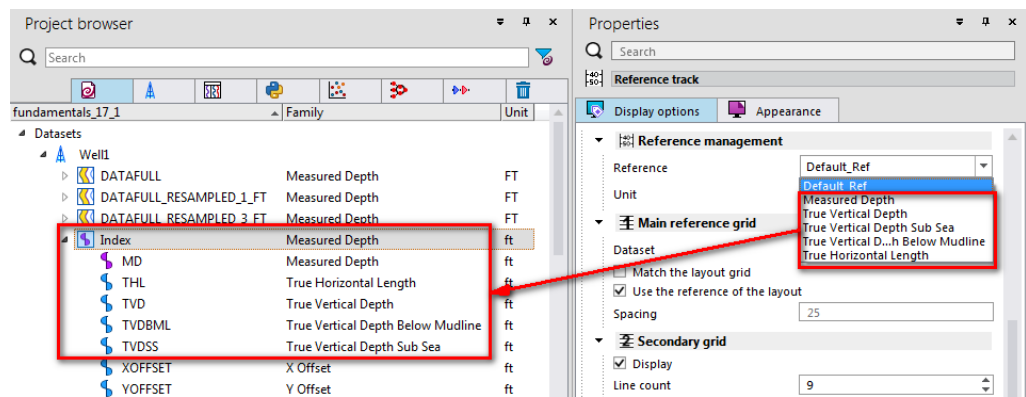 Project browser
Search
fundamentals_17_1 Family Unit
Datasets
Well1
DATAFULL Measured Depth FT
DATAFULL_RESAMPLED_1_FT Measured Depth FT
DATAFULL_RESAMPLED_3_FT Measured Depth FT
Index Measured Depth ft
MD Measured Depth ft
THL True Horizontal Length ft
TVD True Vertical Depth ft
TVDBML True Vertical Depth Below Mudline ft
TVDSS True Vertical Depth Sub Sea ft
XOFFSET X Offset ft
YOFFSET Y Offset ft
Properties
Search
Reference track
Display options Appearance
Reference management
Reference Default_Ref
Default_Ref
Unit Measured Depth
True Vertical Depth
Main reference grid True Vertical Depth Sub Sea
Dataset True Vertical D...h Below Mudline
True Horizontal Length
Match the layout grid
Use the reference of the layout
Spacing 25
Secondary grid
Display
Line count 9